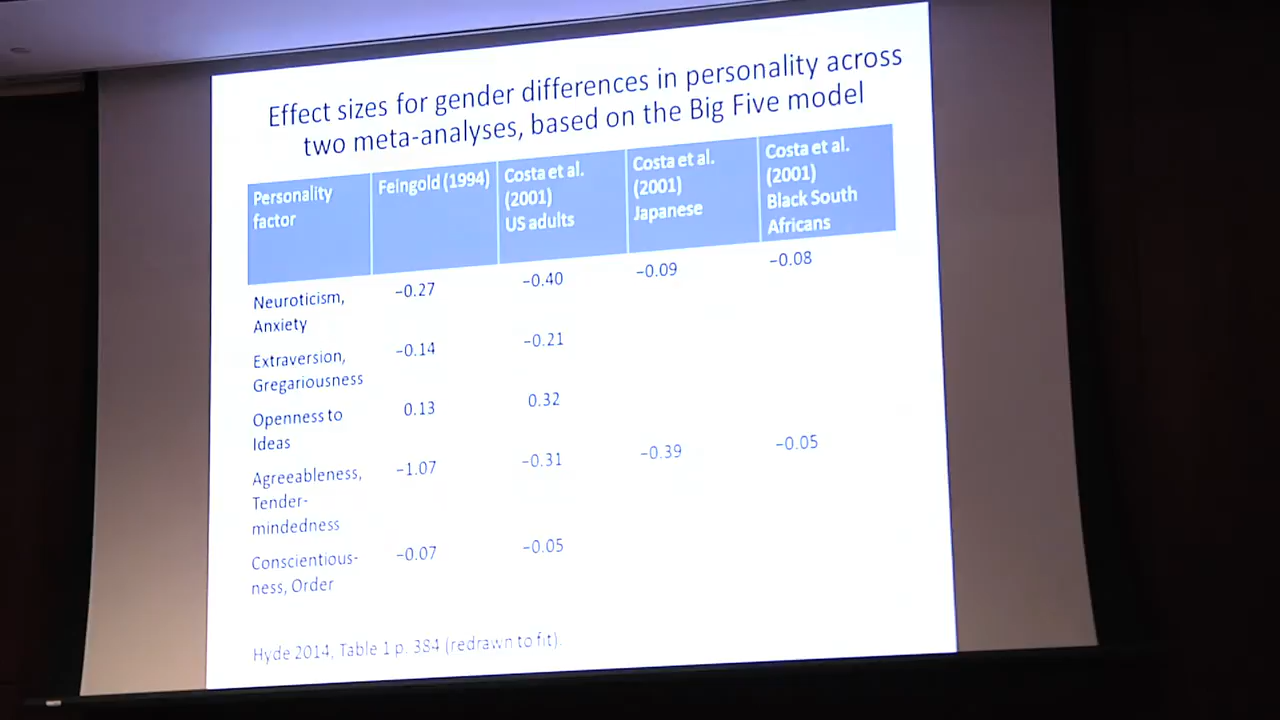 Effect sizes for gender differences in personality across
two meta-analyses, based on the Big Five model
Personality
factor
Feingold (1994)
Costa et al.
(2001)
US adults
Costa et al.
(2001)
Japanese
Costa et al.
(2001)
Black South
Africans
Neuroticism,
Anxiety
−0.27
−0.40
−0.09
−0.08
Extraversion,
Gregariousness
−0.14
−0.21
Openness to
Ideas
0.13
0.32
Agreeableness,
Tender-
mindedness
−1.07
−0.31
−0.39
−0.05
Conscientious-
ness, Order
−0.07
−0.05
Hyde 2014, Table 1 p. 384 (redrawn to fit).